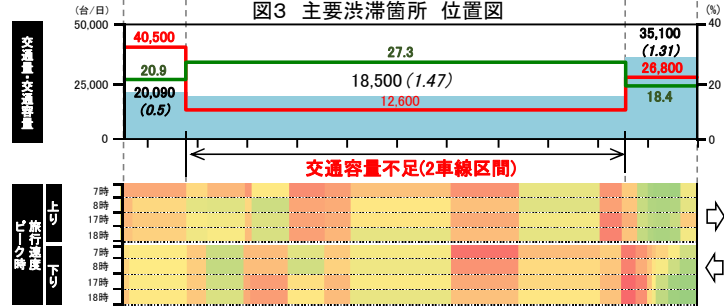 図3 主要渋滞箇所 位置図
(台/日)
(%)
50,000
25,000
0
40
20
0
交通量・交通容量
40,500
20.9
20,090
(0.5)
27.3
18,500 (1.47)
12,600
35,100
(1.31)
26,800
18.4
交通容量不足(2車線区間)
ピーク時
旅行速度
上り
7時
8時
17時
18時
下り
7時
8時
17時
18時